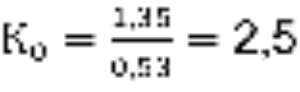 K₀ = 1,35/0,53 = 2,5